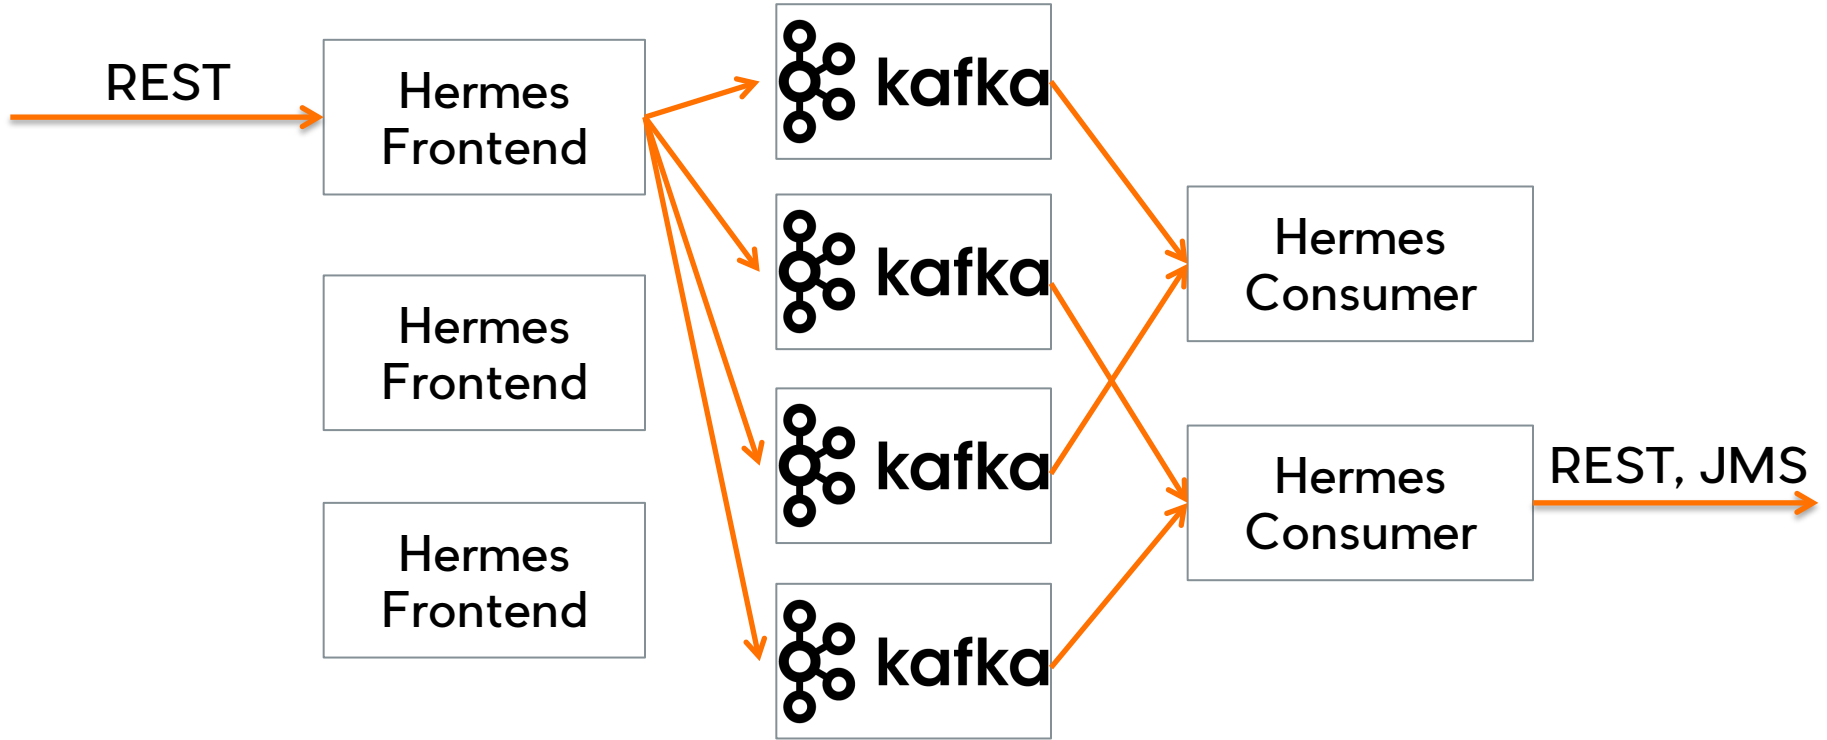 REST
Hermes
Frontend
Hermes
Frontend
Hermes
Frontend
kafka
kafka
kafka
kafka
Hermes
Consumer
Hermes
Consumer
REST, JMS